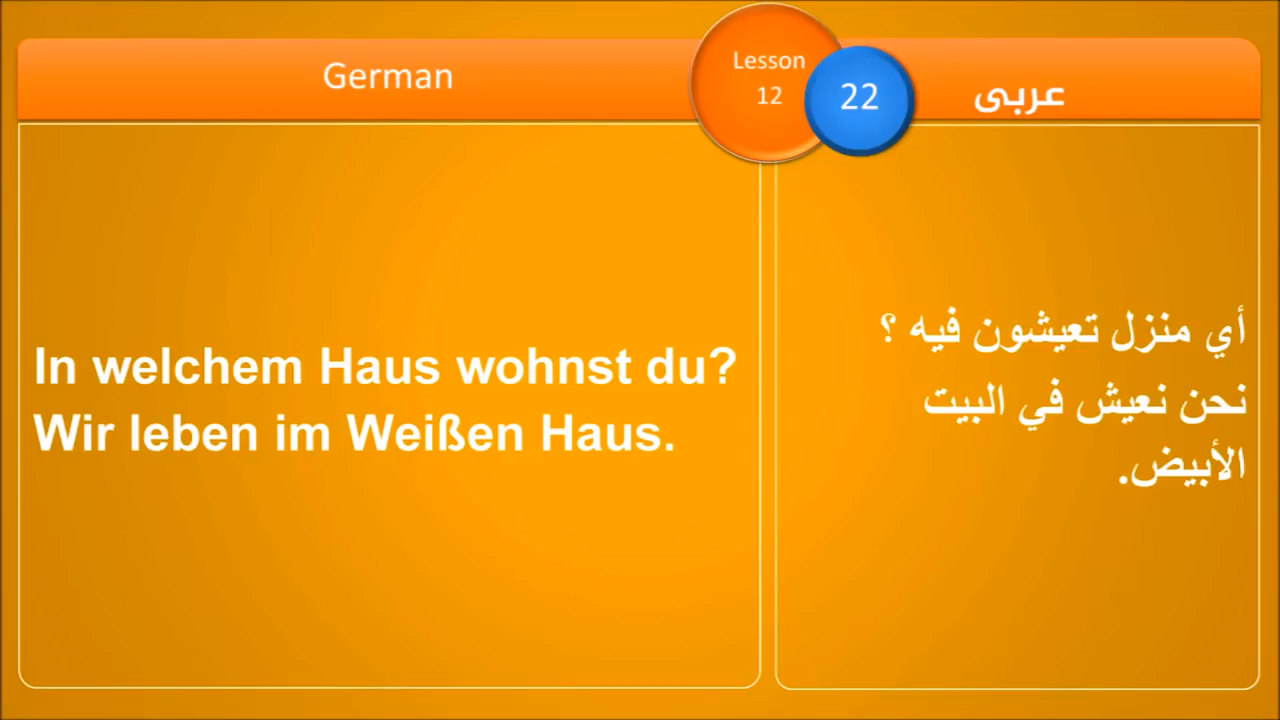 German
Lesson
12
22
عربى
In welchem Haus wohnst du?
Wir leben im Weißen Haus.
أي منزل تعيشون فيه ؟
نحن نعيش في البيت
الأبيض.